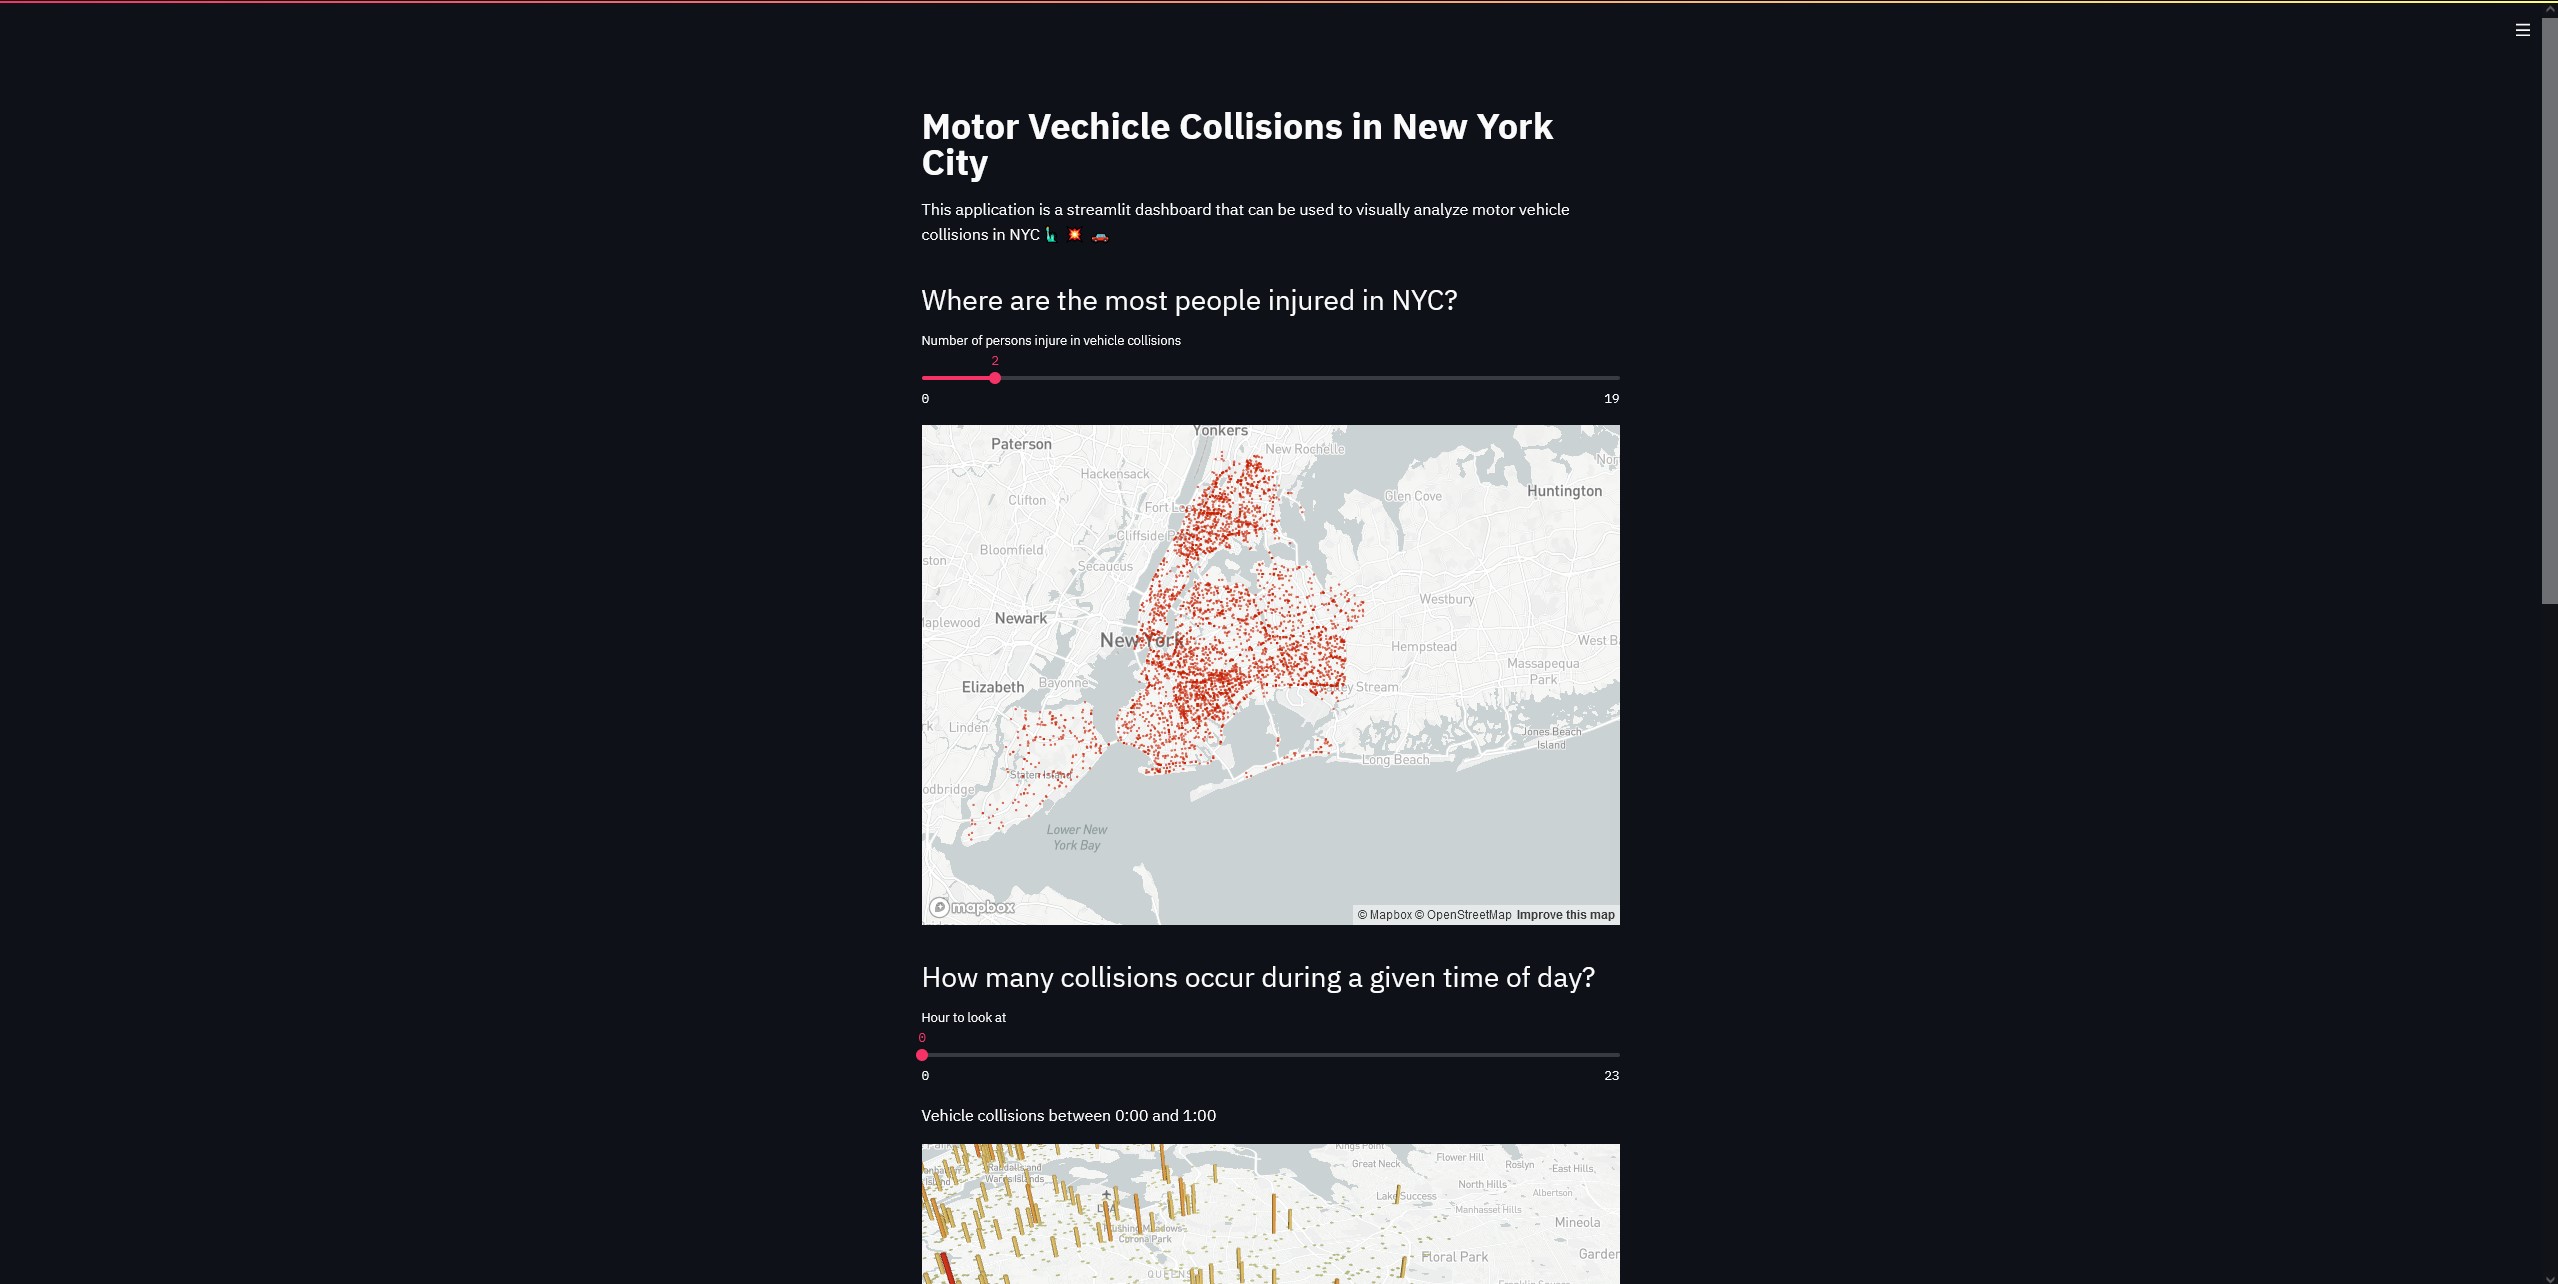 Motor Vechicle Collisions in New York
City
This application is a streamlit dashboard that can be used to visually analyze motor vehicle
collisions in NYC 🗽 💥 🚗
Where are the most people injured in NYC?
Number of persons injure in vehicle collisions
2
0 19
Yonkers
Paterson
New Rochelle
Hackensack
Huntington
Clifton
Glen Cove
Fort Le
Cliffside P
Bloomfield
ston
Secaucus
Westbury
Newark
Maplewood
New York
West B
Hempstead
Massapequa
Park
Elizabeth
Bayonne
ey Stream
Linden
Jones Beach
Island
Long Beach
Staten Island
odbridge
Lower New
York Bay
mapbox
© Mapbox © OpenStreetMap Improve this map
How many collisions occur during a given time of day?
Hour to look at
0
0 23
Vehicle collisions between 0:00 and 1:00
Kings Point
Flower Hill
Great Neck
Roslyn
East Hills
Randalls and
Wards Islands
Island
North Hills
Lake Success
Albertson
Manhasset Hills
Mineola
Flushing Meadows-
Corona Park
Floral Park
Garden
QUEENS